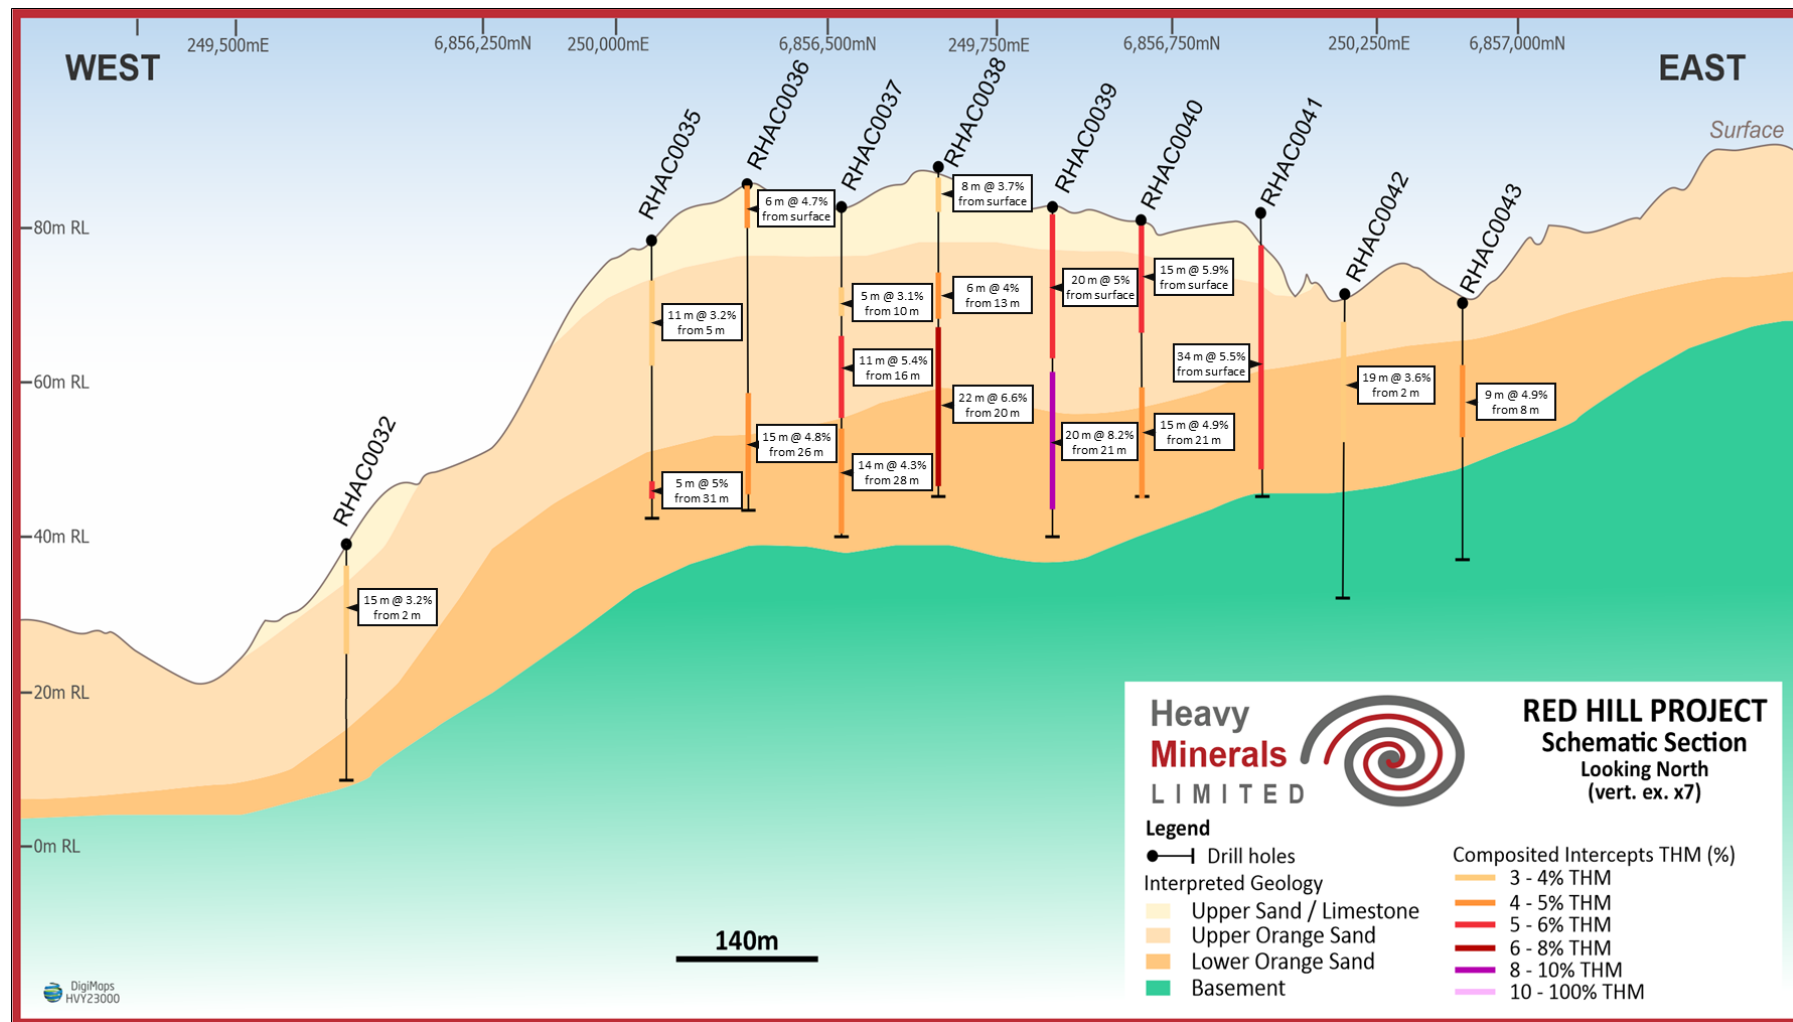 249,500mE
6,856,250mN
250,000mE
6,856,500mN
249,750mE
6,856,750mN
250,250mE
6,857,000mN
WEST
EAST
Surface
RHAC0032
RHAC0035
RHAC0036
RHAC0037
RHAC0038
RHAC0039
RHAC0040
RHAC0041
RHAC0042
RHAC0043
80m RL
60m RL
40m RL
20m RL
0m RL
15 m @ 3.2%
from 2 m
11 m @ 3.2%
from 5 m
5 m @ 5%
from 31 m
6 m @ 4.7%
from surface
15 m @ 4.8%
from 26 m
5 m @ 3.1%
from 10 m
11 m @ 5.4%
from 16 m
14 m @ 4.3%
from 28 m
8 m @ 3.7%
from surface
6 m @ 4%
from 13 m
22 m @ 6.6%
from 20 m
20 m @ 5%
from surface
20 m @ 8.2%
from 21 m
15 m @ 5.9%
from surface
15 m @ 4.9%
from 21 m
34 m @ 5.5%
from surface
19 m @ 3.6%
from 2 m
9 m @ 4.9%
from 8 m
140m
DigiMaps
HVY23000
Heavy
Minerals
LIMITED
RED HILL PROJECT
Schematic Section
Looking North
(vert. ex. x7)
Legend
Drill holes
Interpreted Geology
Upper Sand / Limestone
Upper Orange Sand
Lower Orange Sand
Basement
Composited Intercepts THM (%)
3 - 4% THM
4 - 5% THM
5 - 6% THM
6 - 8% THM
8 - 10% THM
10 - 100% THM